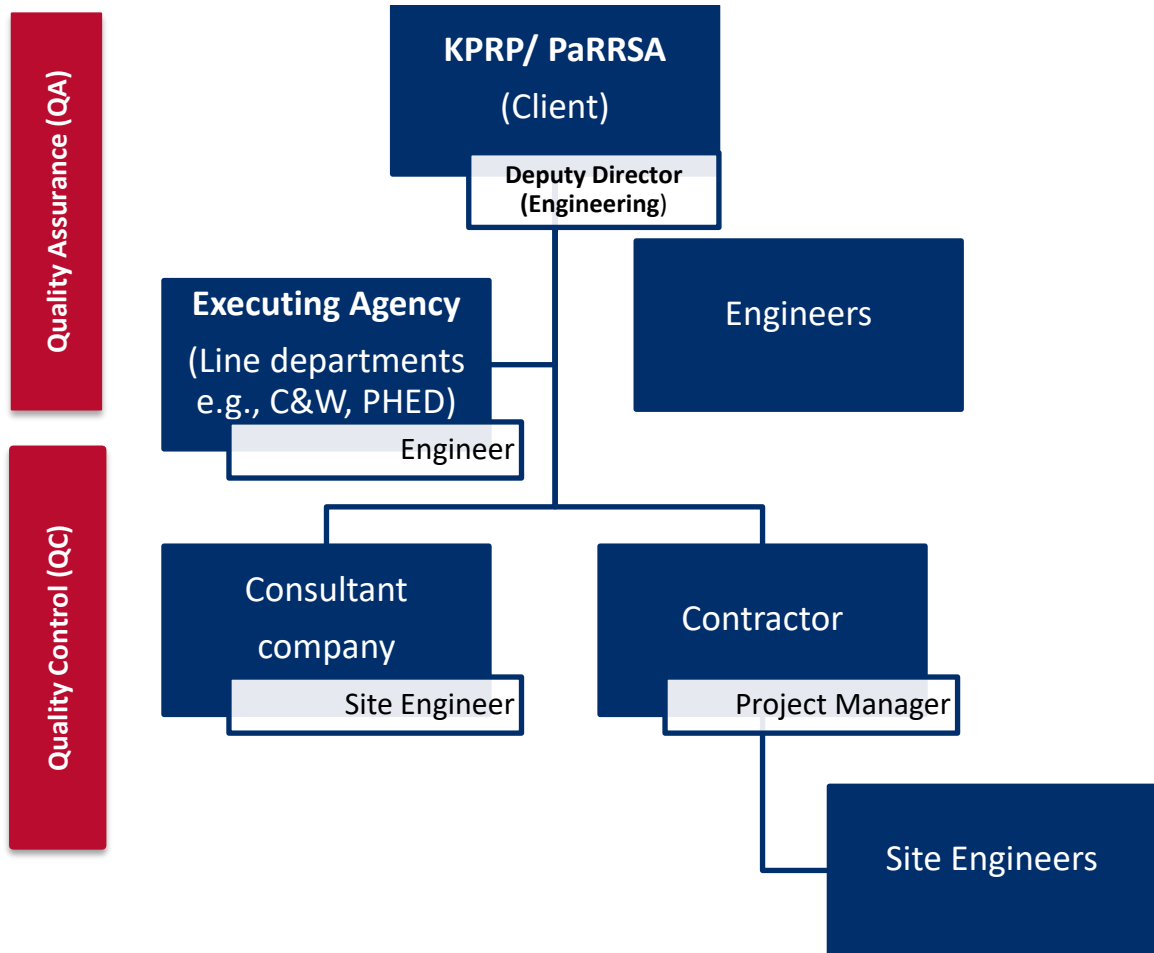 Quality Assurance (QA)
KPRP/ PaRRSA
(Client)
Deputy Director
(Engineering)
Engineers
Executing Agency
(Line departments
e.g., C&W, PHED)
Engineer
Quality Control (QC)
Consultant
company
Site Engineer
Contractor
Project Manager
Site Engineers